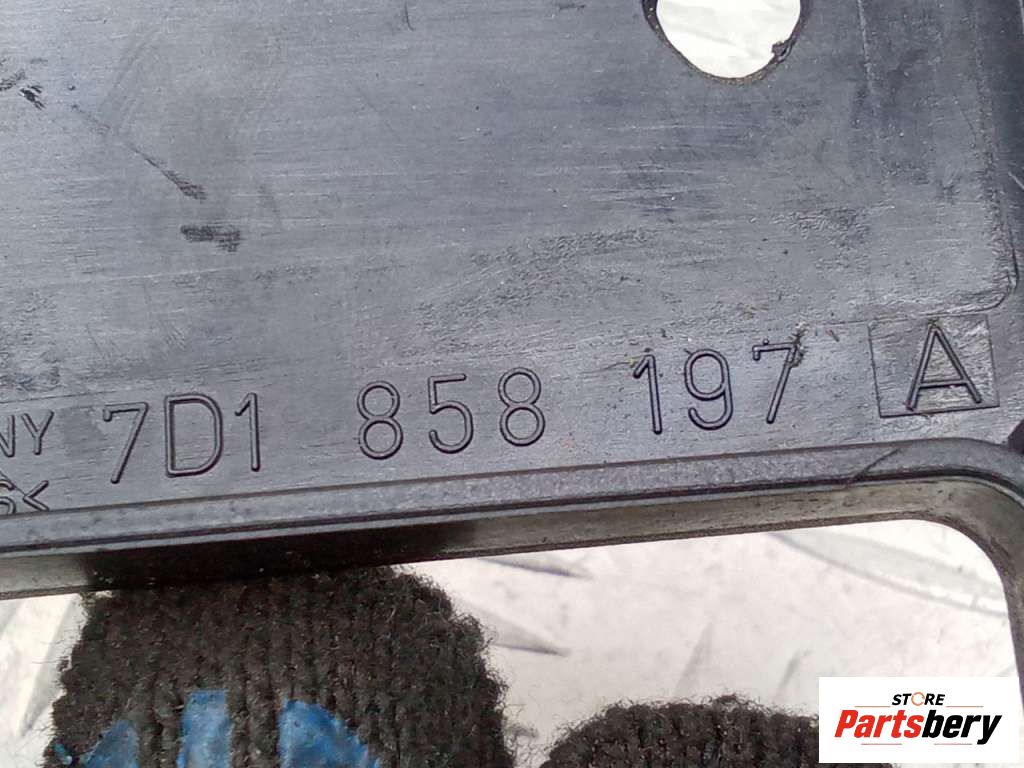 NY 7D1 858 197 A
STORE
Partsbery